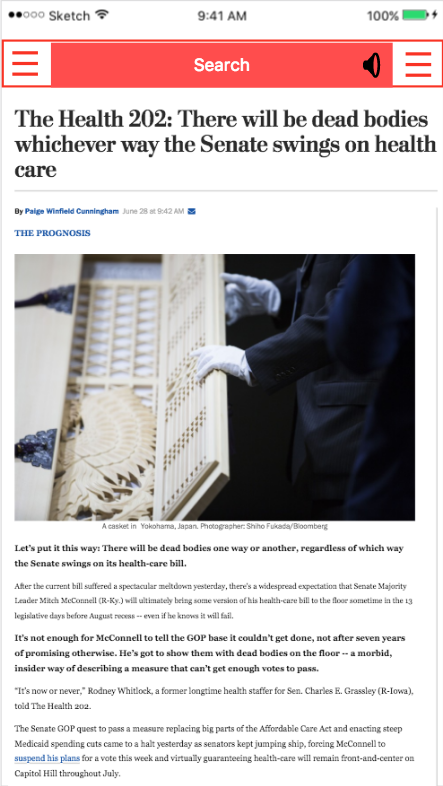 Sketch 9:41 AM 100%
Search
The Health 202: There will be dead bodies
whichever way the Senate swings on health
care
By Paige Winfield Cunningham June 28 at 9:42 AM
THE PROGNOSIS
A casket in Yokohama, Japan. Photographer: Shiho Fukada/Bloomberg
Let's put it this way: There will be dead bodies one way or another, regardless of which way
the Senate swings on its health-care bill.
After the current bill suffered a spectacular meltdown yesterday, there's a widespread expectation that Senate Majority
Leader Mitch McConnell (R-Ky.) will ultimately bring some version of his health-care bill to the floor sometime in the 13
legislative days before August recess -- even if he knows it will fail.
It's not enough for McConnell to tell the GOP base it couldn't get done, not after seven years
of promising otherwise. He's got to show them with dead bodies on the floor -- a morbid,
insider way of describing a measure that can't get enough votes to pass.
"It's now or never," Rodney Whitlock, a former longtime health staffer for Sen. Charles E. Grassley (R-Iowa),
told The Health 202.
The Senate GOP quest to pass a measure replacing big parts of the Affordable Care Act and enacting steep
Medicaid spending cuts came to a halt yesterday as senators kept jumping ship, forcing McConnell to
suspend his plans for a vote this week and virtually guaranteeing health-care will remain front-and-center on
Capitol Hill throughout July.